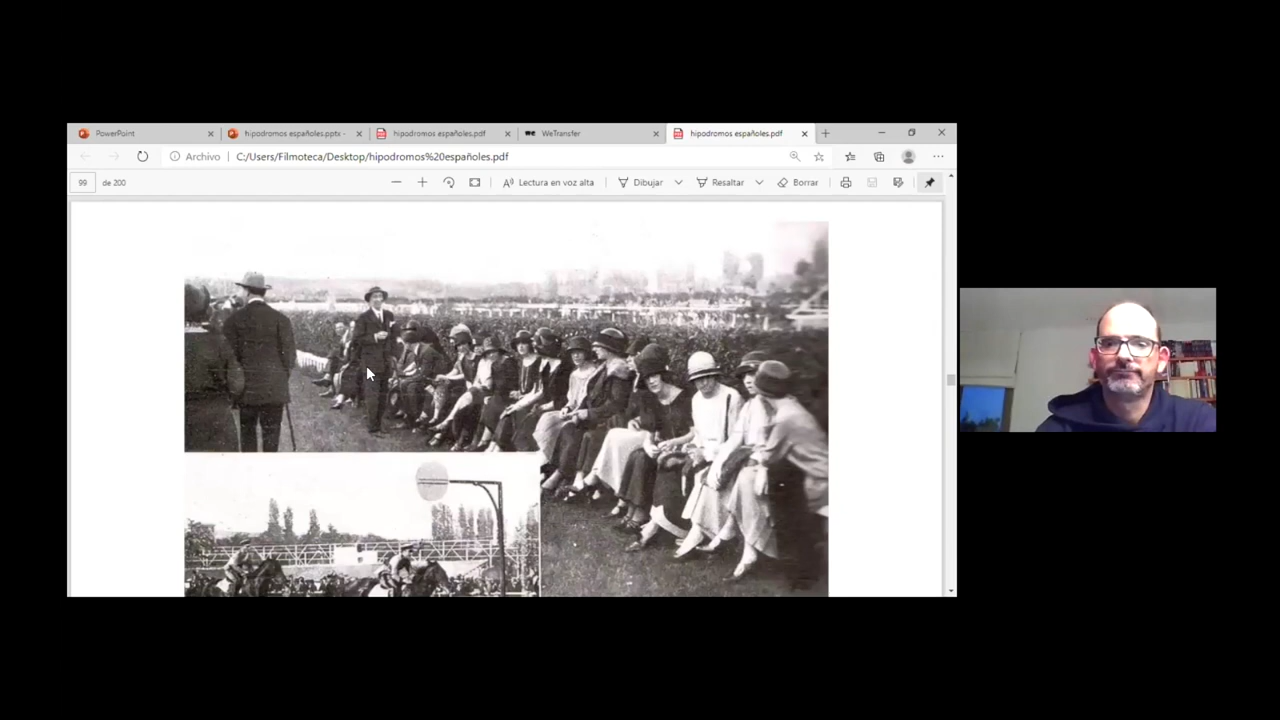 PowerPoint
hipodromos españoles.pptx -
hipodromos españoles.pdf
WeTransfer
hipodromos españoles.pdf
Archivo
C:/Users/Filmoteca/Desktop/hipodromos%20españoles.pdf
99
de 200
Lectura en voz alta
Dibujar
Resaltar
Borrar